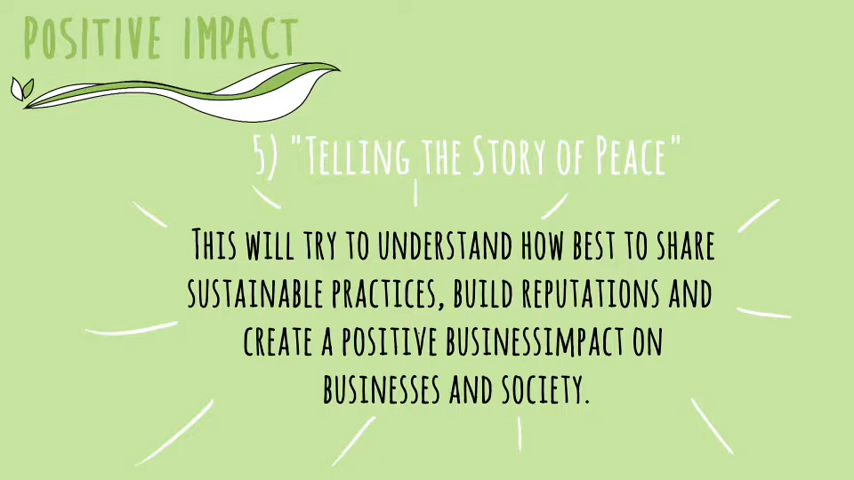 POSITIVE IMPACT
5) "TELLING THE STORY OF PEACE"
THIS WILL TRY TO UNDERSTAND HOW BEST TO SHARE
SUSTAINABLE PRACTICES, BUILD REPUTATIONS AND
CREATE A POSITIVE BUSINESSIMPACT ON
BUSINESSES AND SOCIETY.